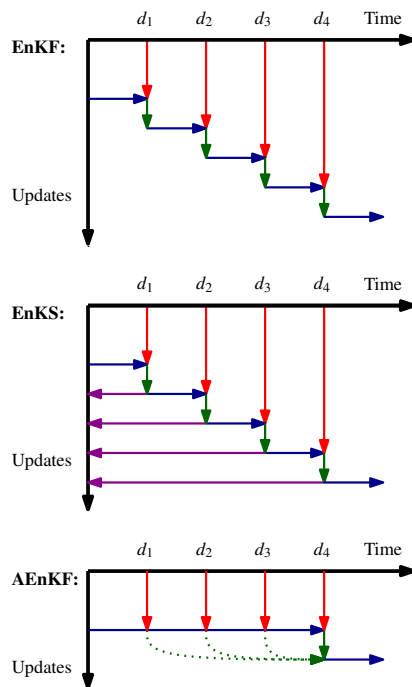 d1 d2 d3 d4 Time
EnKF:
Updates
d1 d2 d3 d4 Time
EnKS:
Updates
d1 d2 d3 d4 Time
AEnKF:
Updates